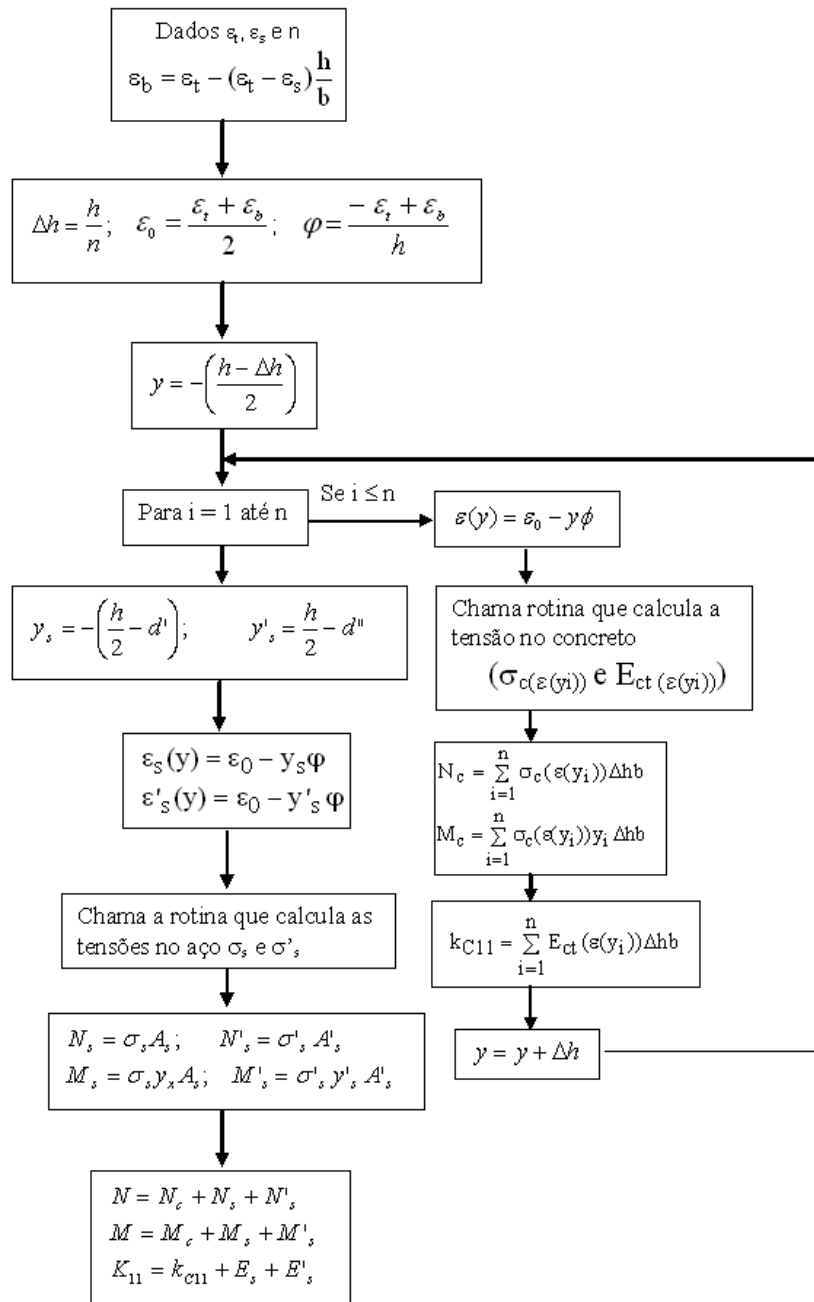 Dados εt, εs e n
εb = εt − (εt − εs) h/b
Δh = h/n; ε0 = (εt + εb)/2; φ = (− εt + εb)/h
y = −((h − Δh)/2)
Para i = 1 até n
Se i ≤ n
ε(y) = ε0 − yϕ
Chama rotina que calcula a
tensão no concreto
(σc(ε(yi)) e Ect (ε(yi)))
Nc = Σ(i=1→n) σc(ε(yi))Δhb
Mc = Σ(i=1→n) σc(ε(yi))yi Δhb
kC11 = Σ(i=1→n) Ect(ε(yi))Δhb
y = y + Δh
ys = −(h/2 − d'); y's = h/2 − d"
εs(y) = ε0 − ysφ
ε's(y) = ε0 − y's φ
Chama a rotina que calcula as
tensões no aço σs e σ's
Ns = σsAs; N's = σ's A's
Ms = σsysAs; M's = σ's y's A's
N = Nc + Ns + N's
M = Mc + Ms + M's
K11 = kC11 + Es + E's